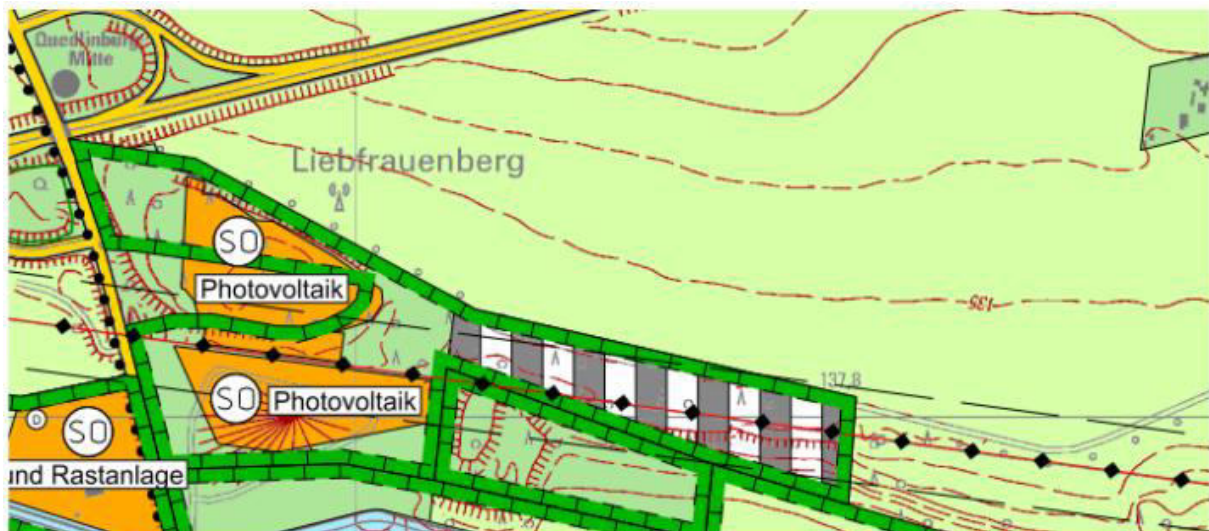 Quedlinburg
Mitte
Liebfrauenberg
SO
Photovoltaik
135
137,8
SO
Photovoltaik
D
SO
und Rastanlage